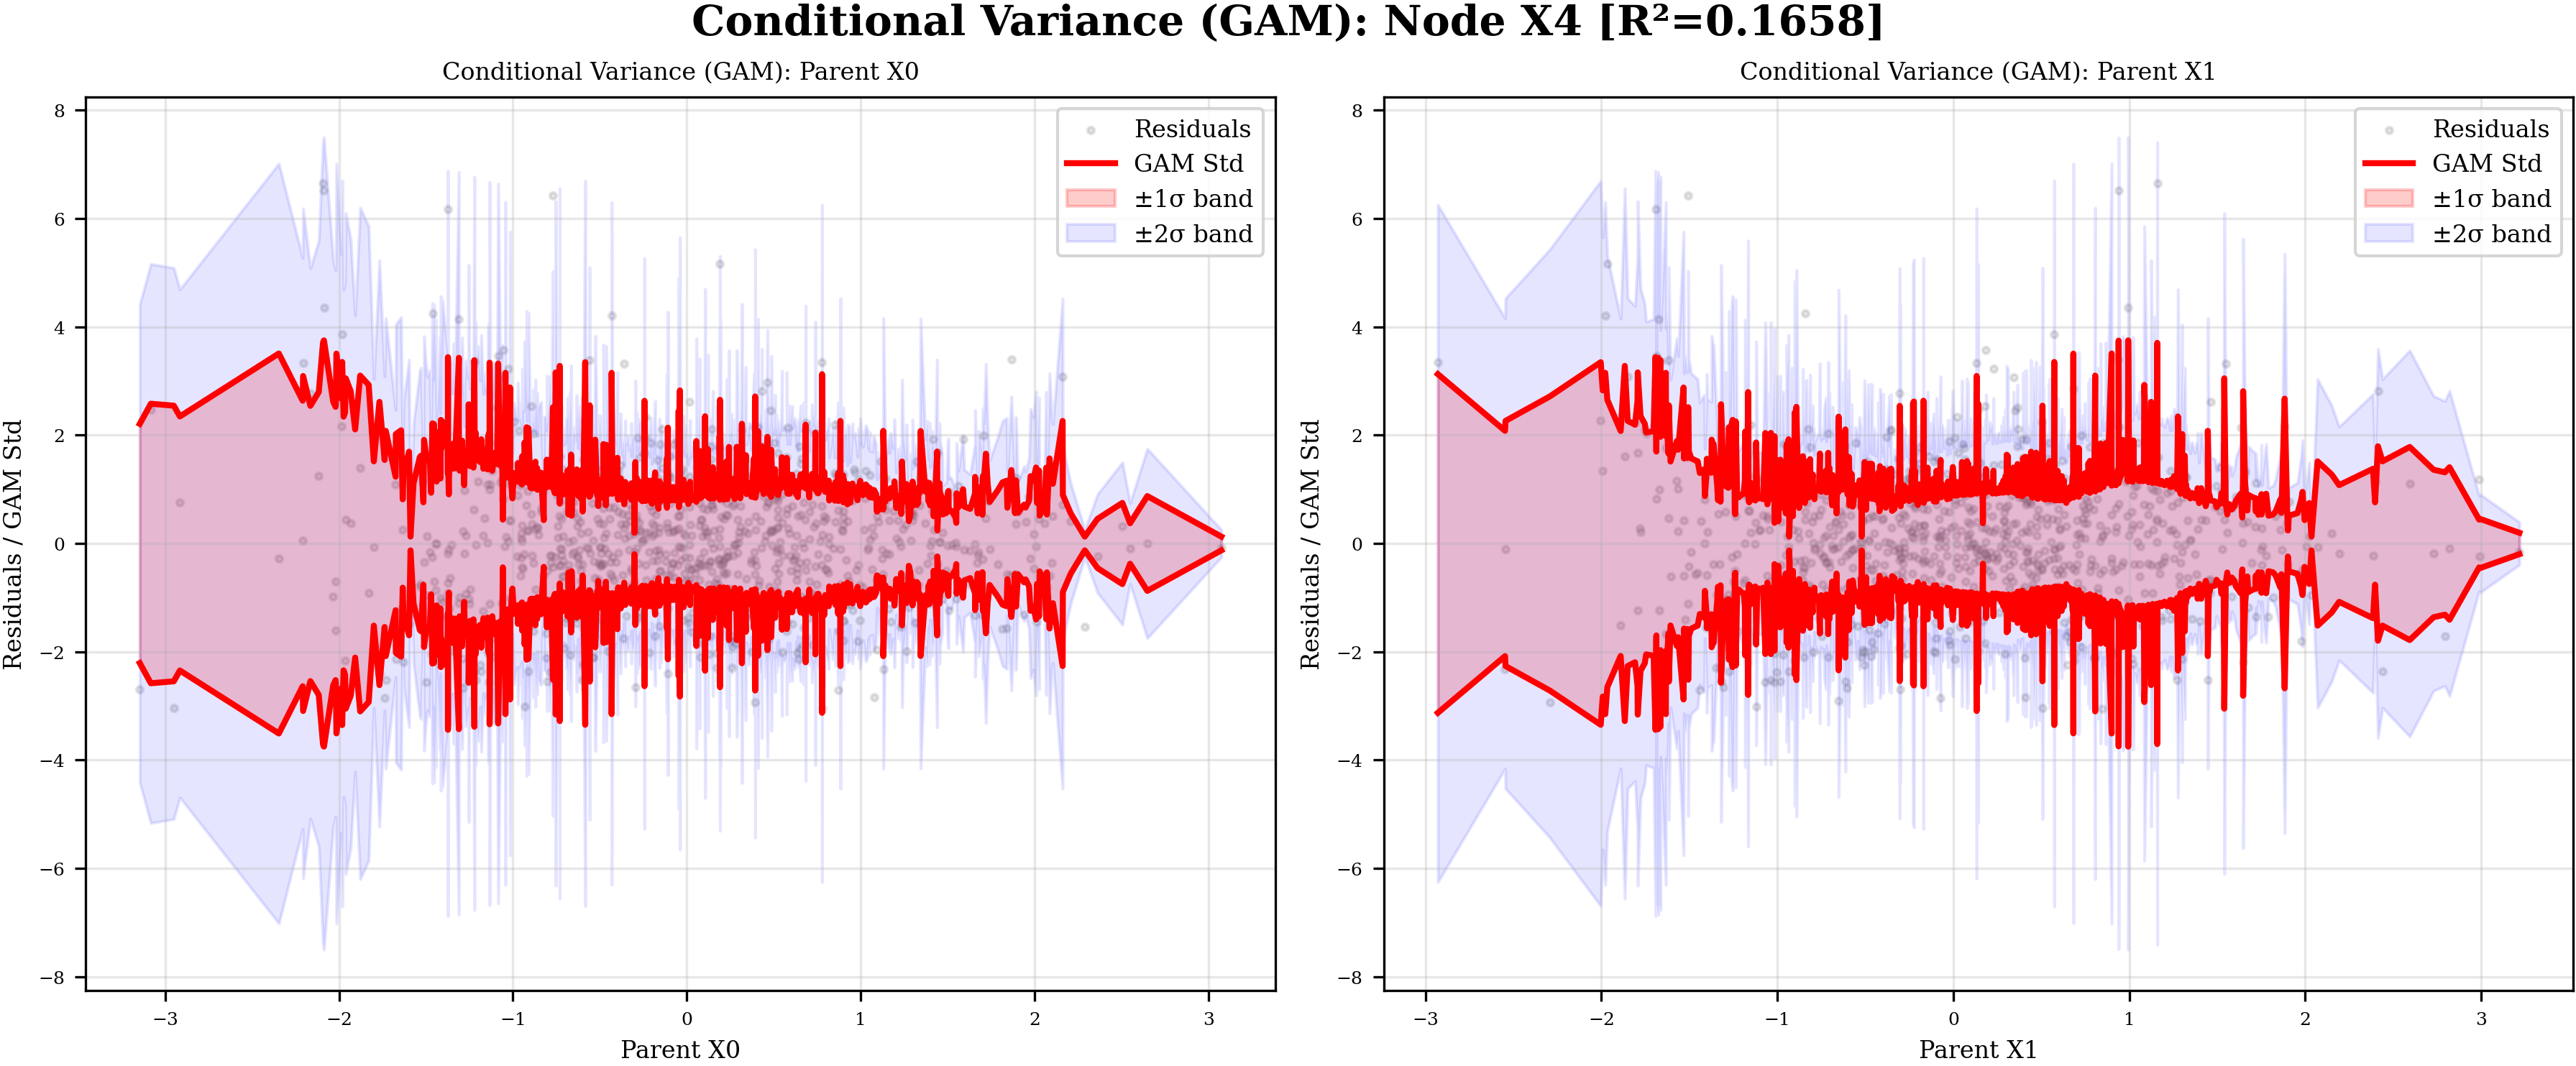 Conditional Variance (GAM): Node X4 [R²=0.1658]
Conditional Variance (GAM): Parent X0
8
6
4
2
0
−2
−4
−6
−8
Residuals / GAM Std
−3
−2
−1
0
1
2
3
Parent X0
Residuals
GAM Std
±1σ band
±2σ band
Conditional Variance (GAM): Parent X1
8
6
4
2
0
−2
−4
−6
−8
Residuals / GAM Std
−3
−2
−1
0
1
2
3
Parent X1
Residuals
GAM Std
±1σ band
±2σ band